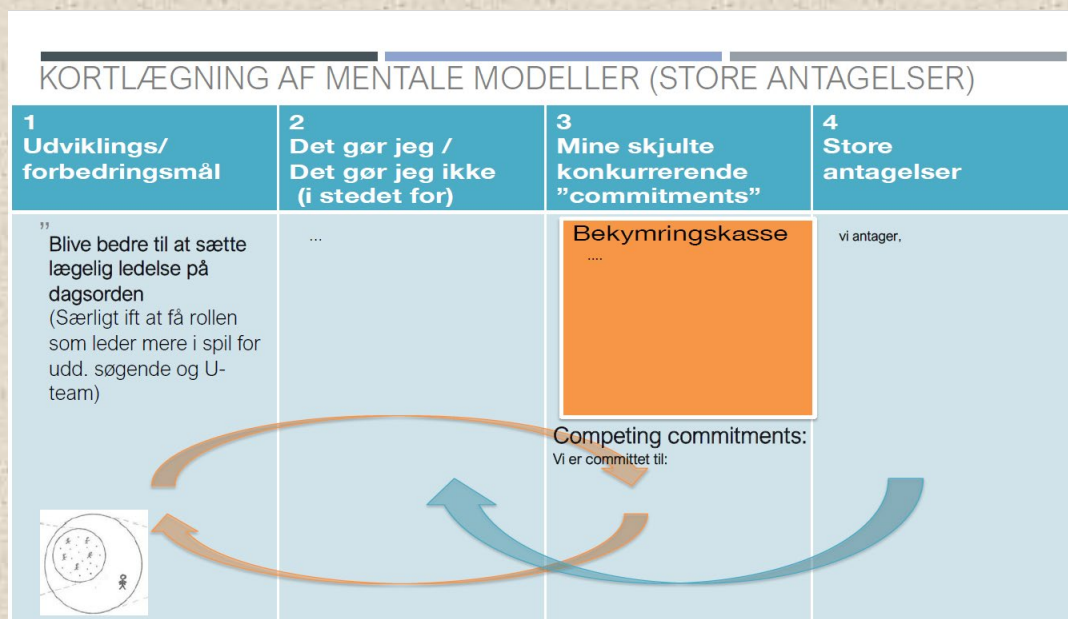 KORTLÆGNING AF MENTALE MODELLER (STORE ANTAGELSER)
1
Udviklings/
forbedringsmål
2
Det gør jeg /
Det gør jeg ikke
(i stedet for)
3
Mine skjulte
konkurrerende
”commitments”
4
Store
antagelser
”
Blive bedre til at sætte
lægelig ledelse på
dagsorden
(Særligt ift at få rollen
som leder mere i spil for
udd. søgende og U-
team)
...
Bekymringskasse
....
Competing commitments:
Vi er committet til:
vi antager,